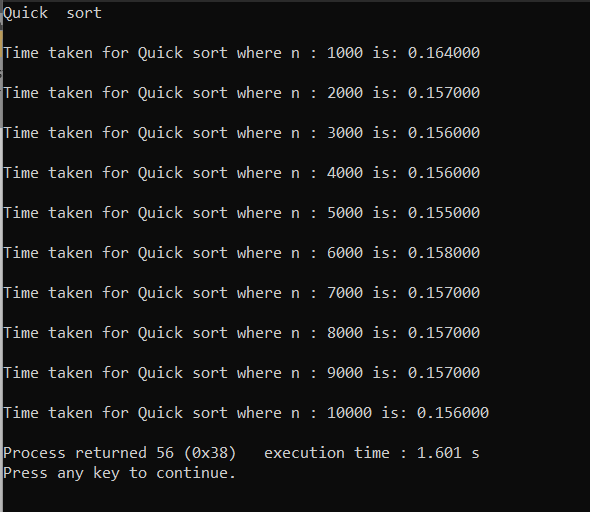 Quick  sort
Time taken for Quick sort where n : 1000 is: 0.164000
Time taken for Quick sort where n : 2000 is: 0.157000
Time taken for Quick sort where n : 3000 is: 0.156000
Time taken for Quick sort where n : 4000 is: 0.156000
Time taken for Quick sort where n : 5000 is: 0.155000
Time taken for Quick sort where n : 6000 is: 0.158000
Time taken for Quick sort where n : 7000 is: 0.157000
Time taken for Quick sort where n : 8000 is: 0.157000
Time taken for Quick sort where n : 9000 is: 0.157000
Time taken for Quick sort where n : 10000 is: 0.156000
Process returned 56 (0x38)   execution time : 1.601 s
Press any key to continue.